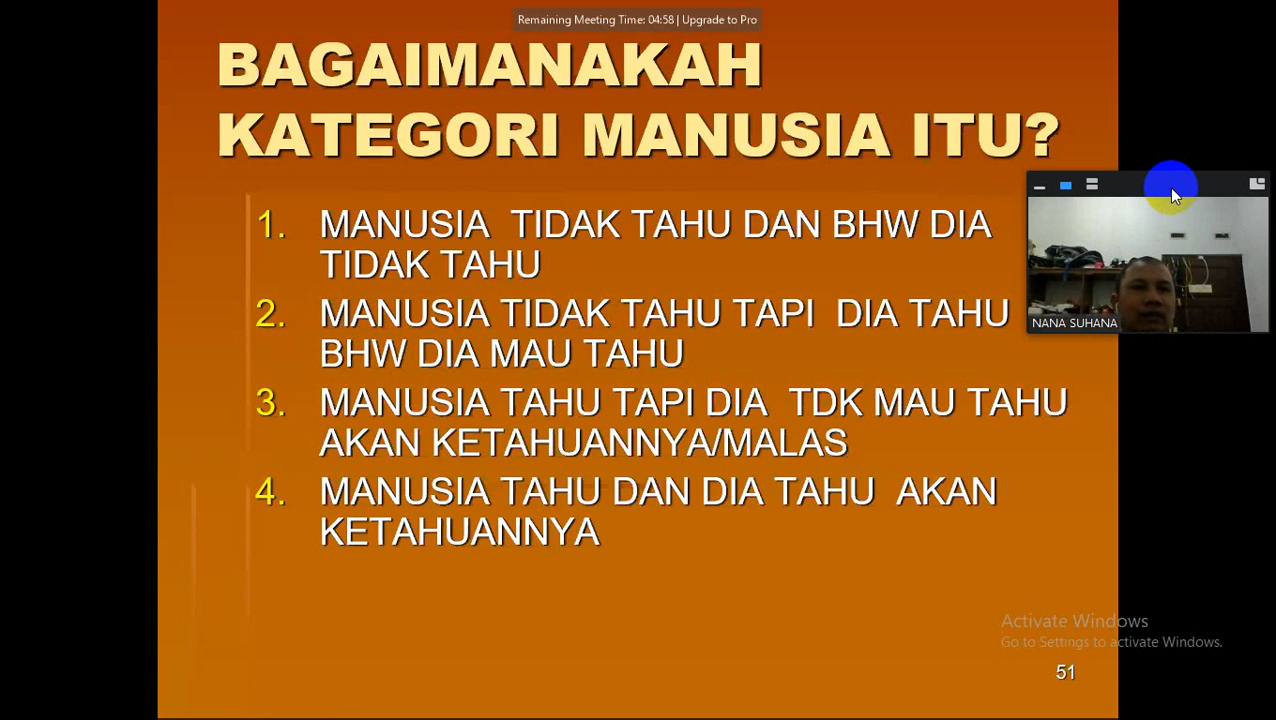 Remaining Meeting Time: 04:58 | Upgrade to Pro
BAGAIMANAKAH
KATEGORI MANUSIA ITU?
1. MANUSIA TIDAK TAHU DAN BHW DIA
TIDAK TAHU
2. MANUSIA TIDAK TAHU TAPI DIA TAHU
BHW DIA MAU TAHU
3. MANUSIA TAHU TAPI DIA TDK MAU TAHU
AKAN KETAHUANNYA/MALAS
4. MANUSIA TAHU DAN DIA TAHU AKAN
KETAHUANNYA
NANA SUHANA
Activate Windows
Go to Settings to activate Windows.
51